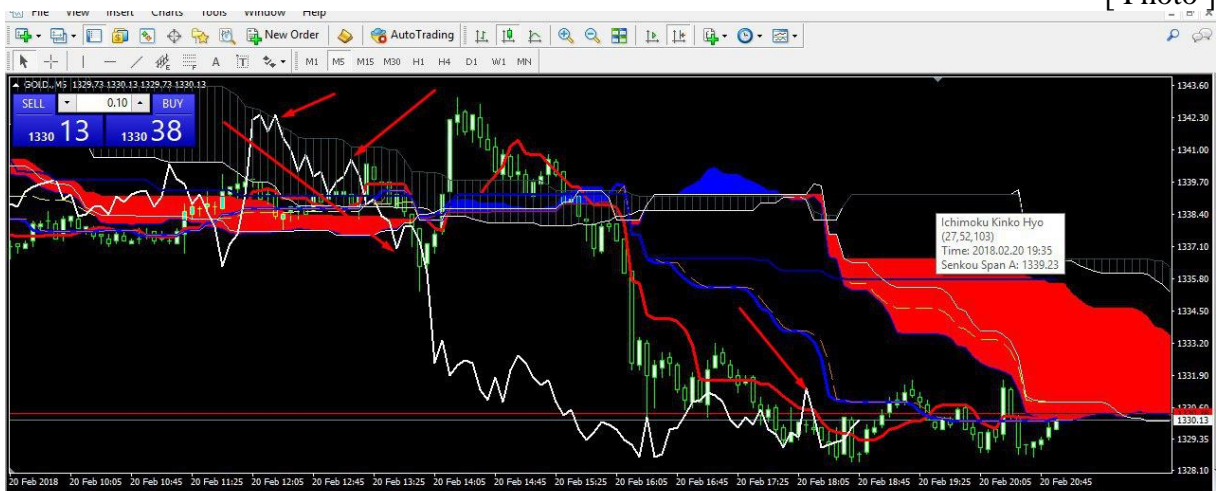 [ Photo ]
File View Insert Charts Tools Window Help
New Order AutoTrading
A T M1 M5 M15 M30 H1 H4 D1 W1 MN
GOLD.,M5 1329.73 1330.13 1329.73 1330.13
SELL 0.10 BUY
1330 13 1330 38
1343.60
1342.30
1341.00
1339.70
1338.40
1337.10
1335.80
1334.50
1333.20
1331.90
1330.60
1330.13
1329.35
1328.10
Ichimoku Kinko Hyo
(27,52,103)
Time: 2018.02.20 19:35
Senkou Span A: 1339.23
20 Feb 2018 20 Feb 10:05 20 Feb 10:45 20 Feb 11:25 20 Feb 12:05 20 Feb 12:45 20 Feb 13:25 20 Feb 14:05 20 Feb 14:45 20 Feb 15:25 20 Feb 16:05 20 Feb 16:45 20 Feb 17:25 20 Feb 18:05 20 Feb 18:45 20 Feb 19:25 20 Feb 20:05 20 Feb 20:45